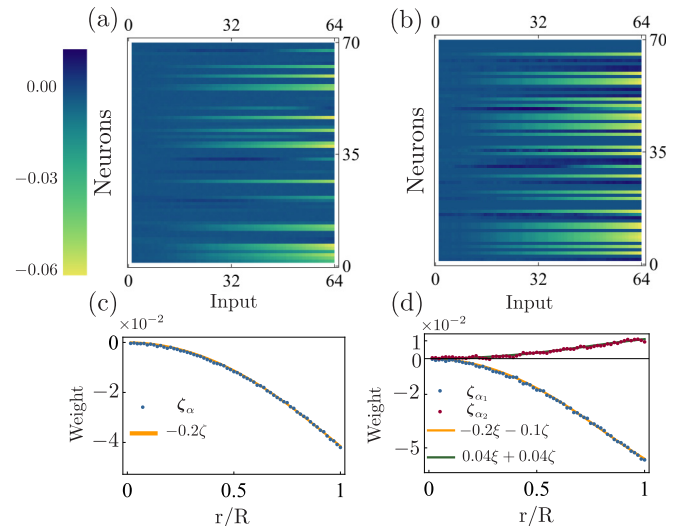 (a)
(b)
0 32 64
0 32 64
0.00
−0.03
−0.06
Neurons
70
35
0
Neurons
70
35
0
0 32 64
0 32 64
Input
Input
(c)
(d)
×10⁻²
0
−2
−4
Weight
ζα
−0.2ζ
0 0.5 1
r/R
×10⁻²
1
0
−2
−5
Weight
ζα₁
ζα₂
−0.2ξ − 0.1ζ
0.04ξ + 0.04ζ
0 0.5 1
r/R